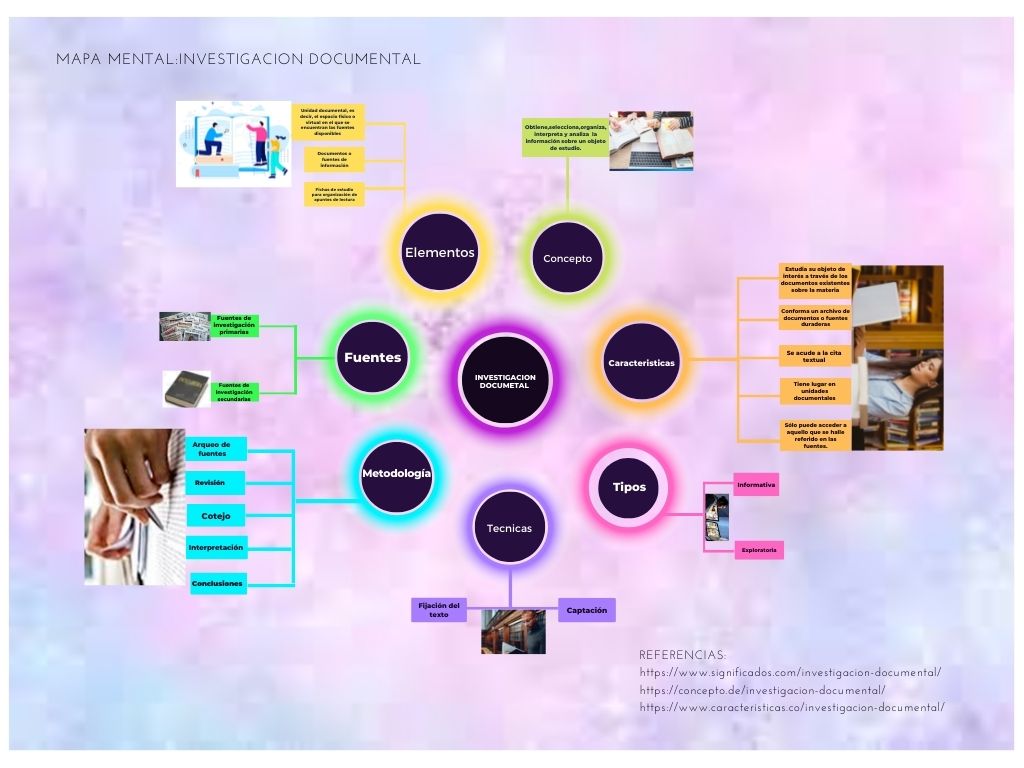 MAPA MENTAL:INVESTIGACION DOCUMENTAL
Unidad documental, es
decir, el espacio físico o
virtual en el que se
encuentran las fuentes
disponibles
Documentos o
fuentes de
información
Fichas de estudio
para organización de
apuntes de lectura
Elementos
Obtiene,selecciona,organiza,
interpreta y analiza la
información sobre un objeto
de estudio.
Concepto
Fuentes de
investigación
primarias
Fuentes de
investigación
secundarias
Fuentes
INVESTIGACION
DOCUMETAL
Caracteristicas
Estudia su objeto de
interés a través de los
documentos existentes
sobre la materia
Conforma un archivo de
documentos o fuentes
duraderas
Se acude a la cita
textual
Tiene lugar en
unidades
documentales
Sólo puede acceder a
aquello que se halle
referido en las
fuentes.
Arqueo de
fuentes
Revisión
Cotejo
Interpretación
Conclusiones
Metodología
Tecnicas
Fijación del
texto
Captación
Tipos
Informativa
Exploratoria
REFERENCIAS:
https://www.significados.com/investigacion-documental/
https://concepto.de/investigacion-documental/
https://www.caracteristicas.co/investigacion-documental/